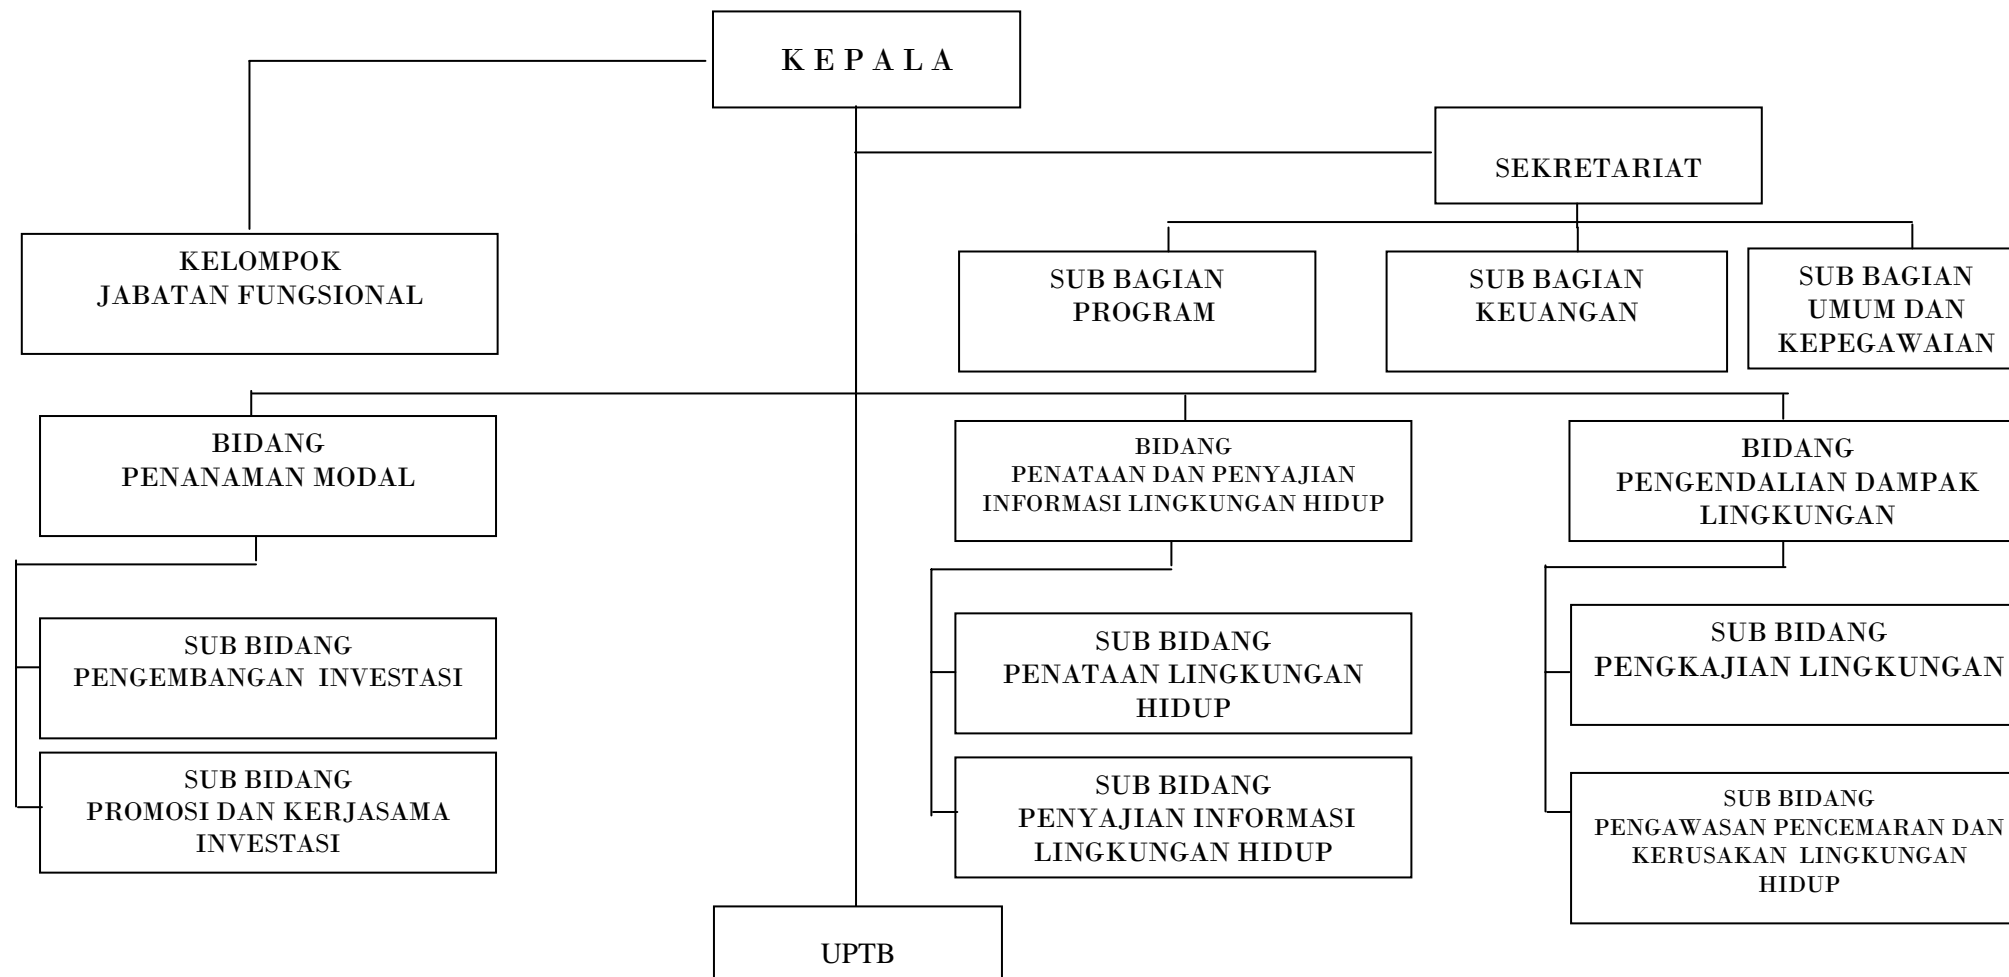 K E P A L A
SEKRETARIAT
KELOMPOK
JABATAN FUNGSIONAL
SUB BAGIAN
PROGRAM
SUB BAGIAN
KEUANGAN
SUB BAGIAN
UMUM DAN
KEPEGAWAIAN
BIDANG
PENANAMAN MODAL
BIDANG
PENATAAN DAN PENYAJIAN
INFORMASI LINGKUNGAN HIDUP
BIDANG
PENGENDALIAN DAMPAK
LINGKUNGAN
SUB BIDANG
PENGEMBANGAN  INVESTASI
SUB BIDANG
PENATAAN LINGKUNGAN
HIDUP
SUB BIDANG
PENGKAJIAN LINGKUNGAN
SUB BIDANG
PROMOSI DAN KERJASAMA
INVESTASI
SUB BIDANG
PENYAJIAN INFORMASI
LINGKUNGAN HIDUP
SUB BIDANG
PENGAWASAN PENCEMARAN DAN
KERUSAKAN  LINGKUNGAN
HIDUP
UPTB